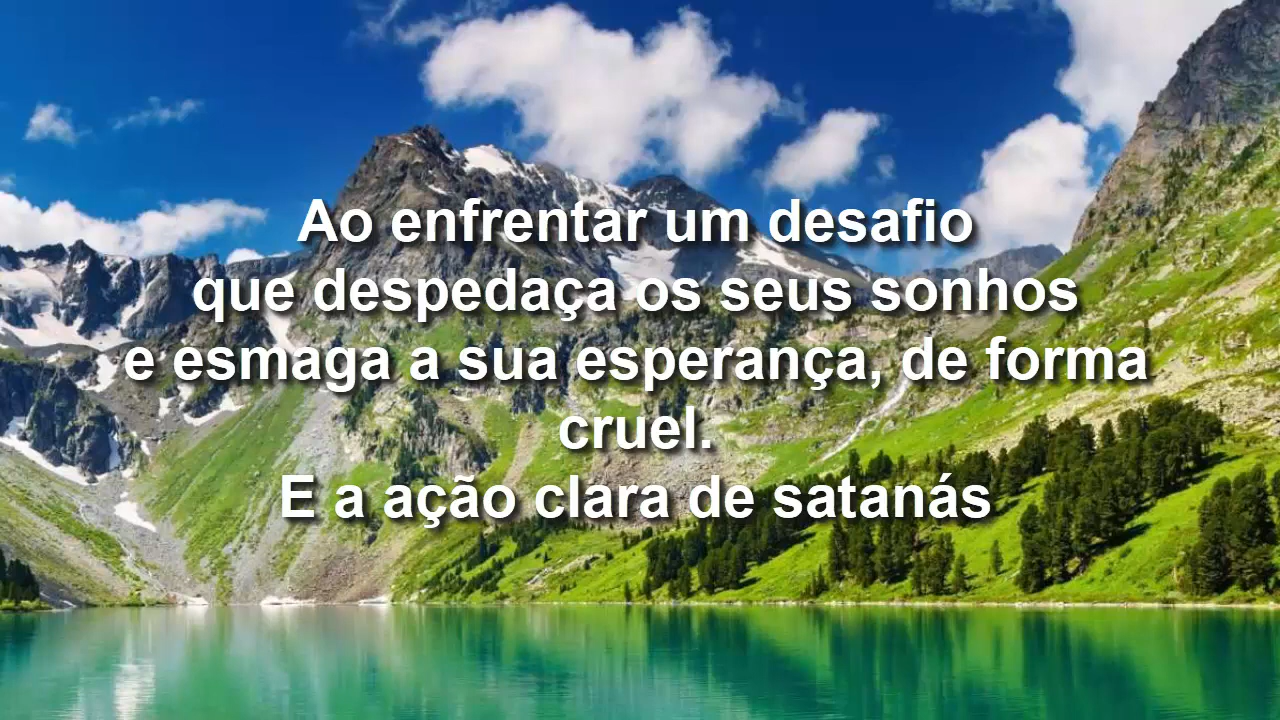 Ao enfrentar um desafio
que despedaça os seus sonhos
e esmaga a sua esperança, de forma
cruel.
E a ação clara de satanás